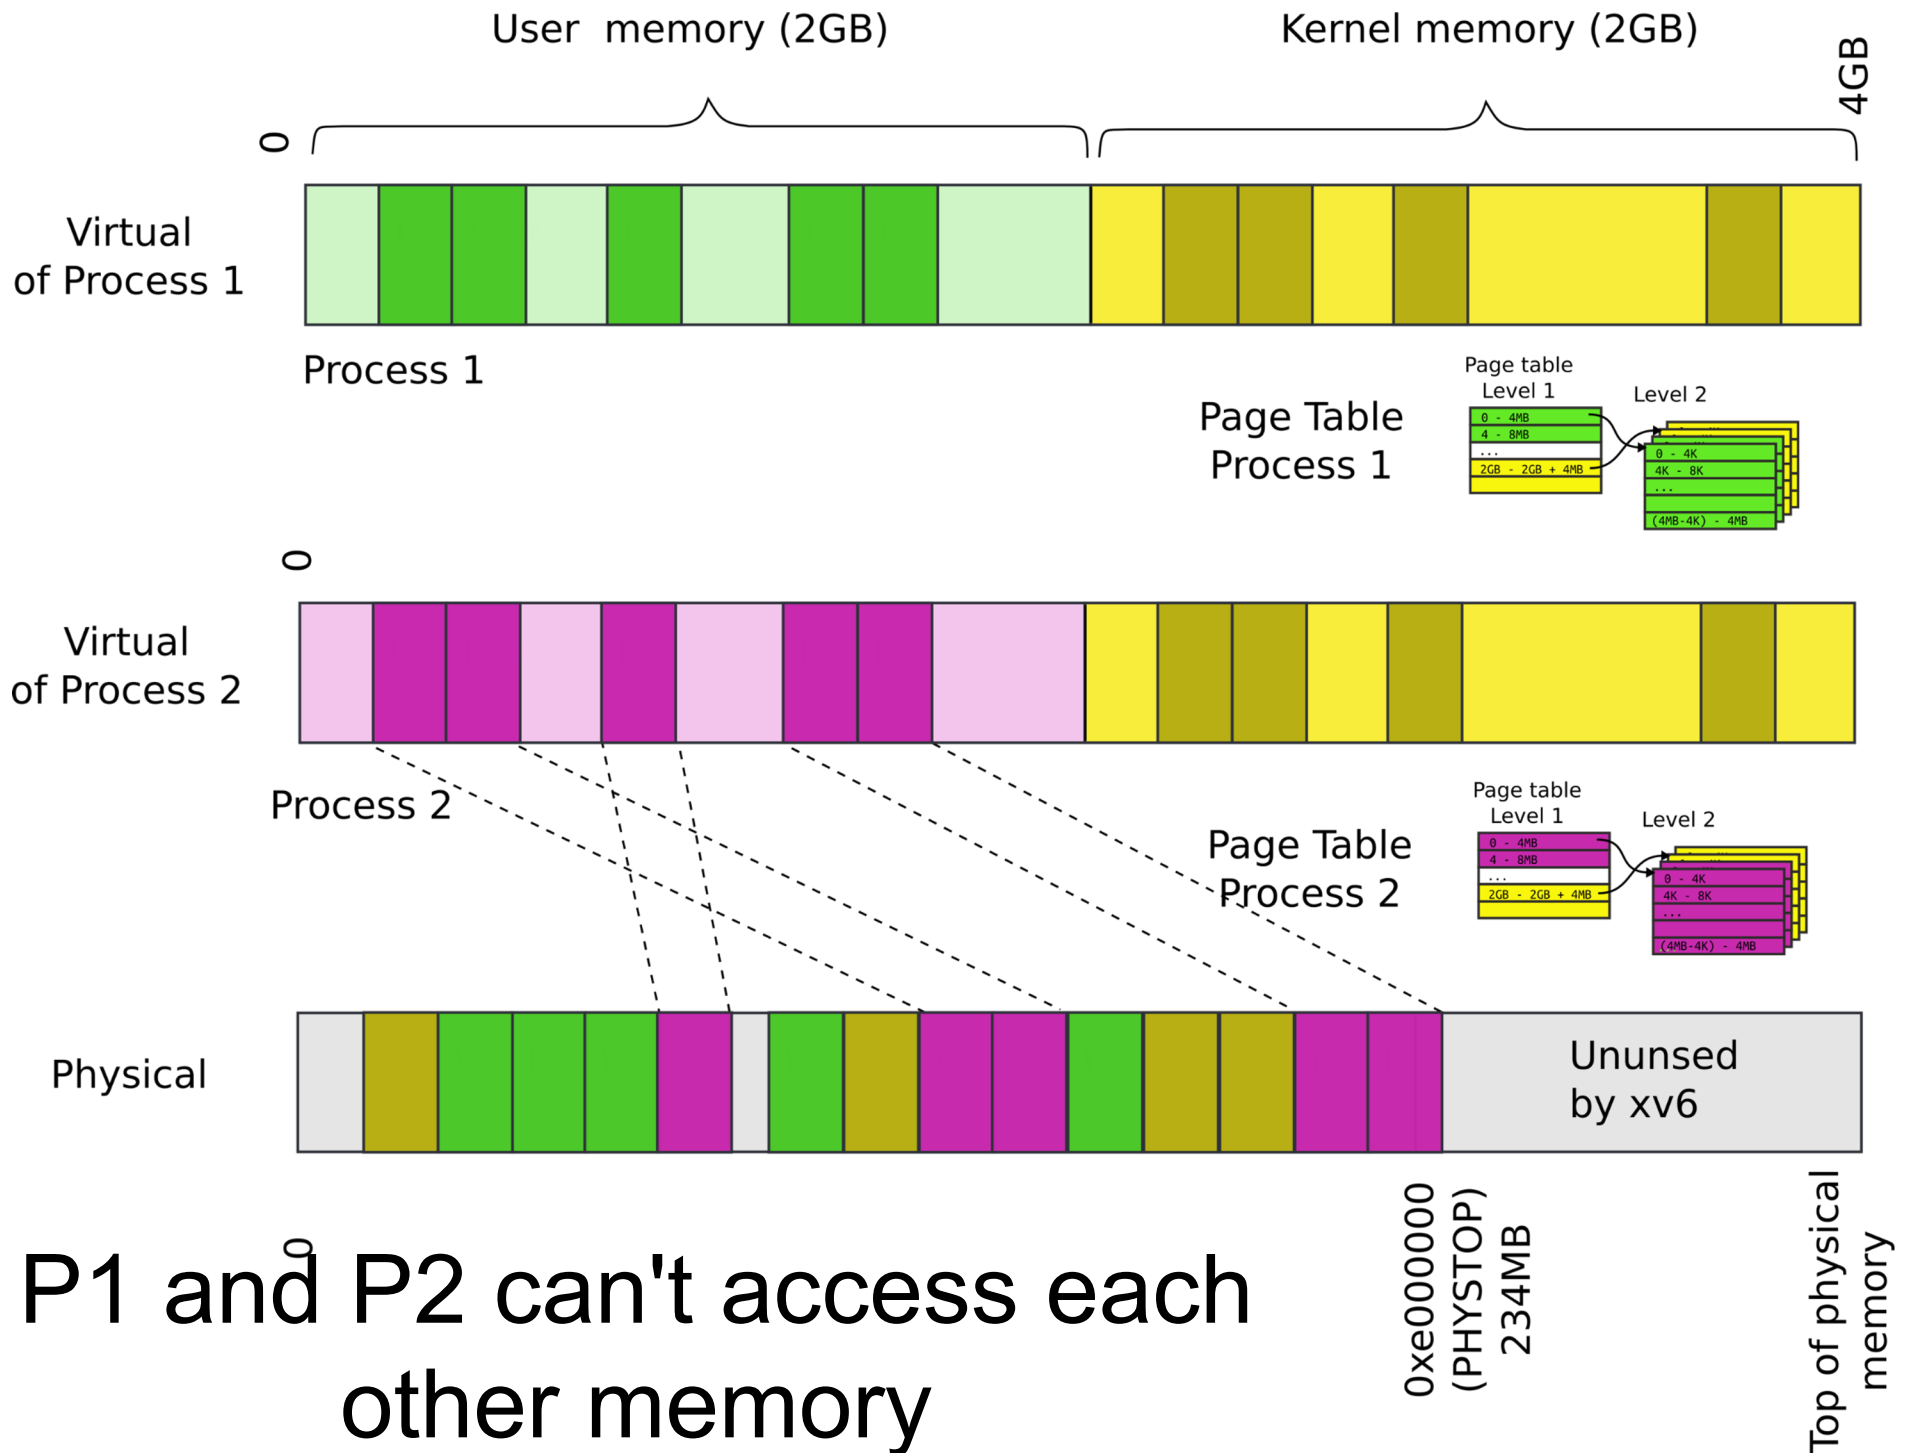 User  memory (2GB)
Kernel memory (2GB)
4GB
0
Virtual
of Process 1
Process 1
Page Table
Process 1
Page table
Level 1
Level 2
0 - 4MB
4 - 8MB
...
2GB - 2GB + 4MB
0 - 4K
4K - 8K
...
(4MB-4K) - 4MB
0
Virtual
of Process 2
Process 2
Page Table
Process 2
Page table
Level 1
Level 2
0 - 4MB
4 - 8MB
...
2GB - 2GB + 4MB
0 - 4K
4K - 8K
...
(4MB-4K) - 4MB
Physical
Ununsed
by xv6
0
0xe000000
(PHYSTOP)
234MB
Top of physical
memory
P1 and P2 can't access each
other memory